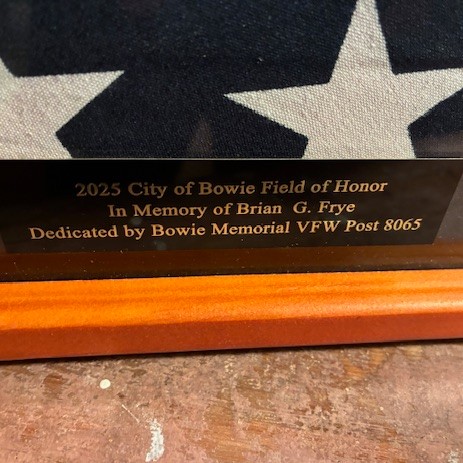 2025 City of Bowie Field of Honor
In Memory of Brian G. Frye
Dedicated by Bowie Memorial VFW Post 8065